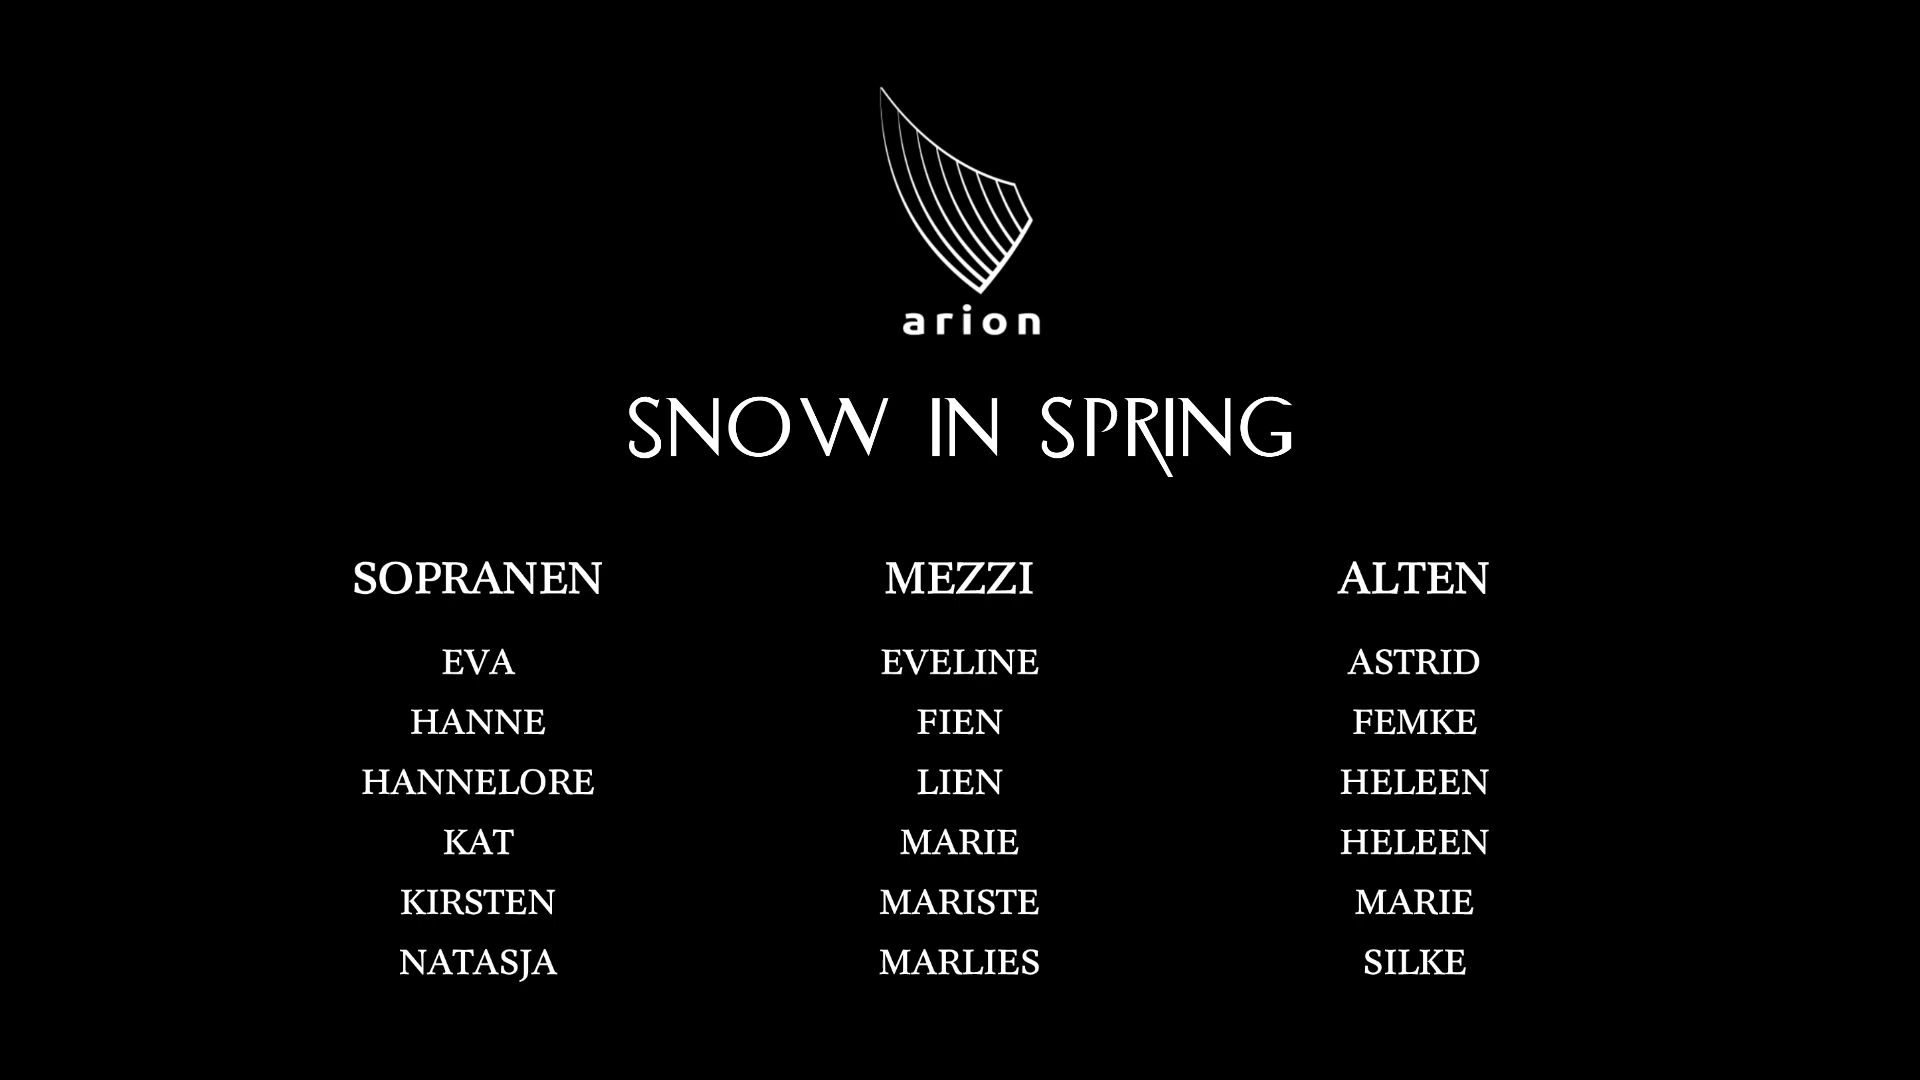 arion
SNOW IN SPRING
SOPRANEN
EVA
HANNE
HANNELORE
KAT
KIRSTEN
NATASJA
MEZZI
EVELINE
FIEN
LIEN
MARIE
MARISTE
MARLIES
ALTEN
ASTRID
FEMKE
HELEEN
HELEEN
MARIE
SILKE